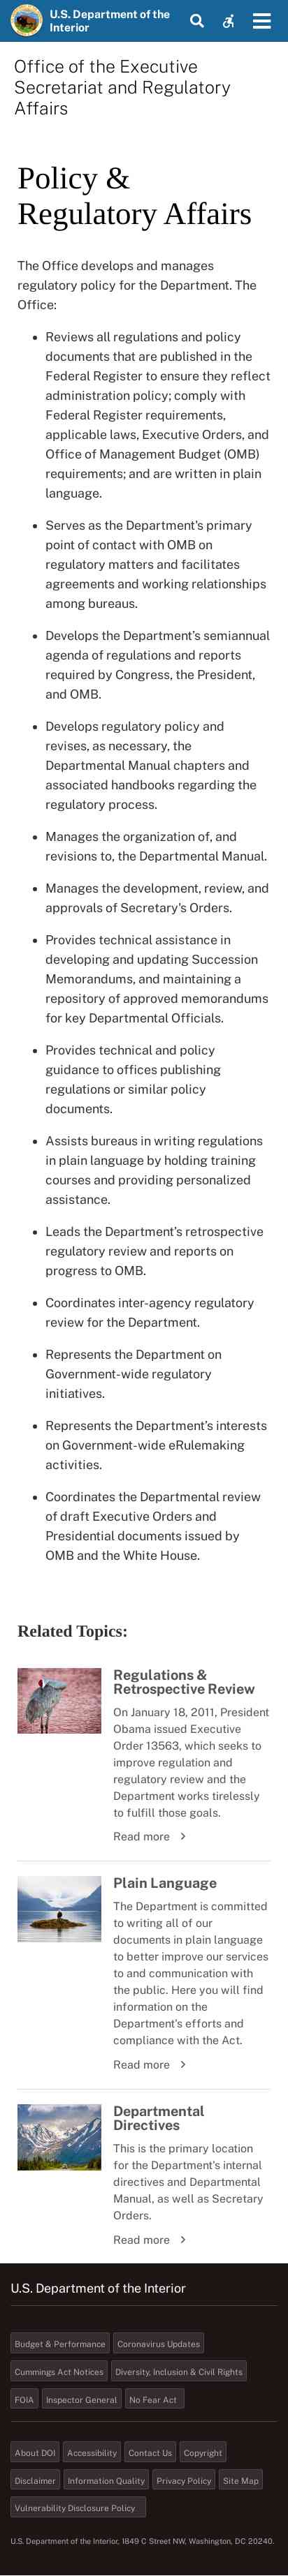 U.S. Department of the
Interior
Office of the Executive
Secretariat and Regulatory
Affairs
Policy &
Regulatory Affairs
The Office develops and manages
regulatory policy for the Department. The
Office:
• Reviews all regulations and policy
documents that are published in the
Federal Register to ensure they reflect
administration policy; comply with
Federal Register requirements,
applicable laws, Executive Orders, and
Office of Management Budget (OMB)
requirements; and are written in plain
language.
• Serves as the Department's primary
point of contact with OMB on
regulatory matters and facilitates
agreements and working relationships
among bureaus.
• Develops the Department's semiannual
agenda of regulations and reports
required by Congress, the President,
and OMB.
• Develops regulatory policy and
revises, as necessary, the
Departmental Manual chapters and
associated handbooks regarding the
regulatory process.
• Manages the organization of, and
revisions to, the Departmental Manual.
• Manages the development, review, and
approvals of Secretary's Orders.
• Provides technical assistance in
developing and updating Succession
Memorandums, and maintaining a
repository of approved memorandums
for key Departmental Officials.
• Provides technical and policy
guidance to offices publishing
regulations or similar policy
documents.
• Assists bureaus in writing regulations
in plain language by holding training
courses and providing personalized
assistance.
• Leads the Department's retrospective
regulatory review and reports on
progress to OMB.
• Coordinates inter-agency regulatory
review for the Department.
• Represents the Department on
Government-wide regulatory
initiatives.
• Represents the Department's interests
on Government-wide eRulemaking
activities.
• Coordinates the Departmental review
of draft Executive Orders and
Presidential documents issued by
OMB and the White House.
Related Topics:
Regulations &
Retrospective Review
On January 18, 2011, President
Obama issued Executive
Order 13563, which seeks to
improve regulation and
regulatory review and the
Department works tirelessly
to fulfill those goals.
Read more
Plain Language
The Department is committed
to writing all of our
documents in plain language
to better improve our services
to and communication with
the public. Here you will find
information on the
Department's efforts and
compliance with the Act.
Read more
Departmental
Directives
This is the primary location
for the Department's internal
directives and Departmental
Manual, as well as Secretary
Orders.
Read more
U.S. Department of the Interior
Budget & Performance Coronavirus Updates
Cummings Act Notices Diversity, Inclusion & Civil Rights
FOIA Inspector General No Fear Act
About DOI Accessibility Contact Us Copyright
Disclaimer Information Quality Privacy Policy Site Map
Vulnerability Disclosure Policy
U.S. Department of the Interior, 1849 C Street NW, Washington, DC 20240.